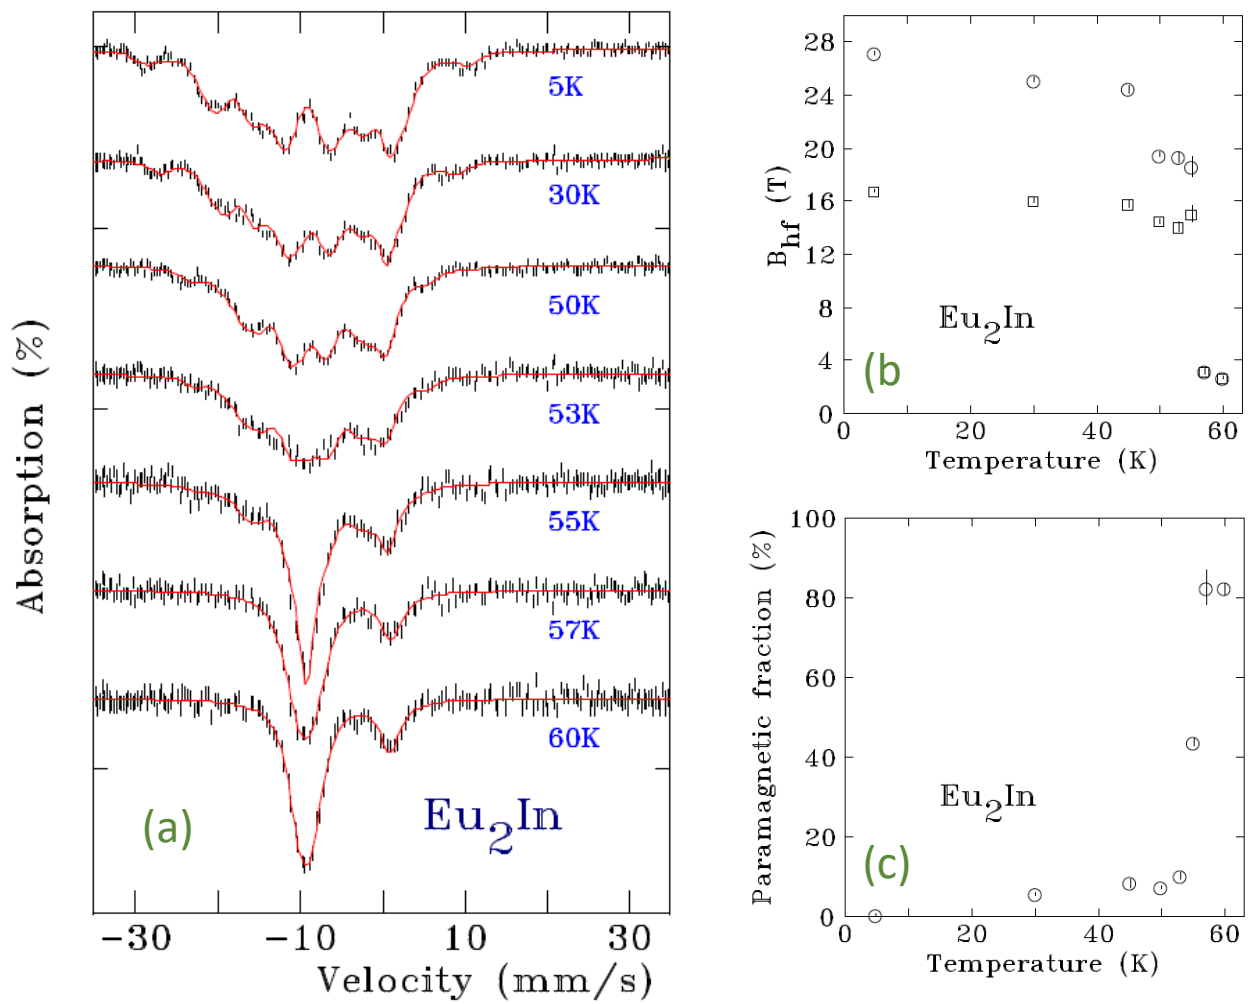 Absorption (%)
5K
30K
50K
53K
55K
57K
60K
(a)
Eu2In
−30
−10
10
30
Velocity (mm/s)
Bhf (T)
28
24
20
16
12
8
4
0
Eu2In
(b)
0
20
40
60
Temperature (K)
Paramagnetic fraction (%)
100
80
60
40
20
0
Eu2In
(c)
0
20
40
60
Temperature (K)